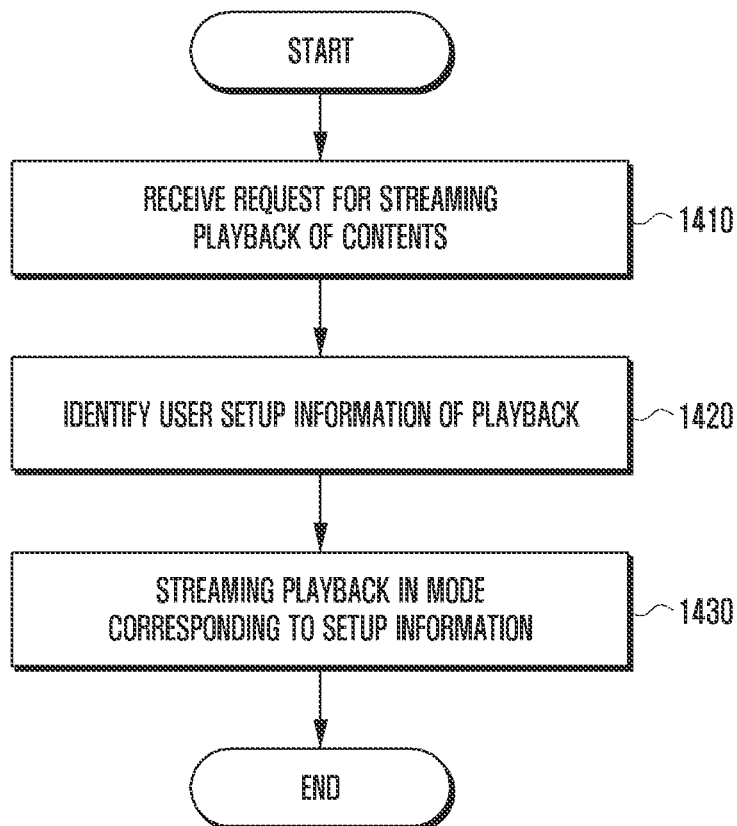 START
RECEIVE REQUEST FOR STREAMING
PLAYBACK OF CONTENTS
1410
IDENTIFY USER SETUP INFORMATION OF PLAYBACK
1420
STREAMING PLAYBACK IN MODE
CORRESPONDING TO SETUP INFORMATION
1430
END